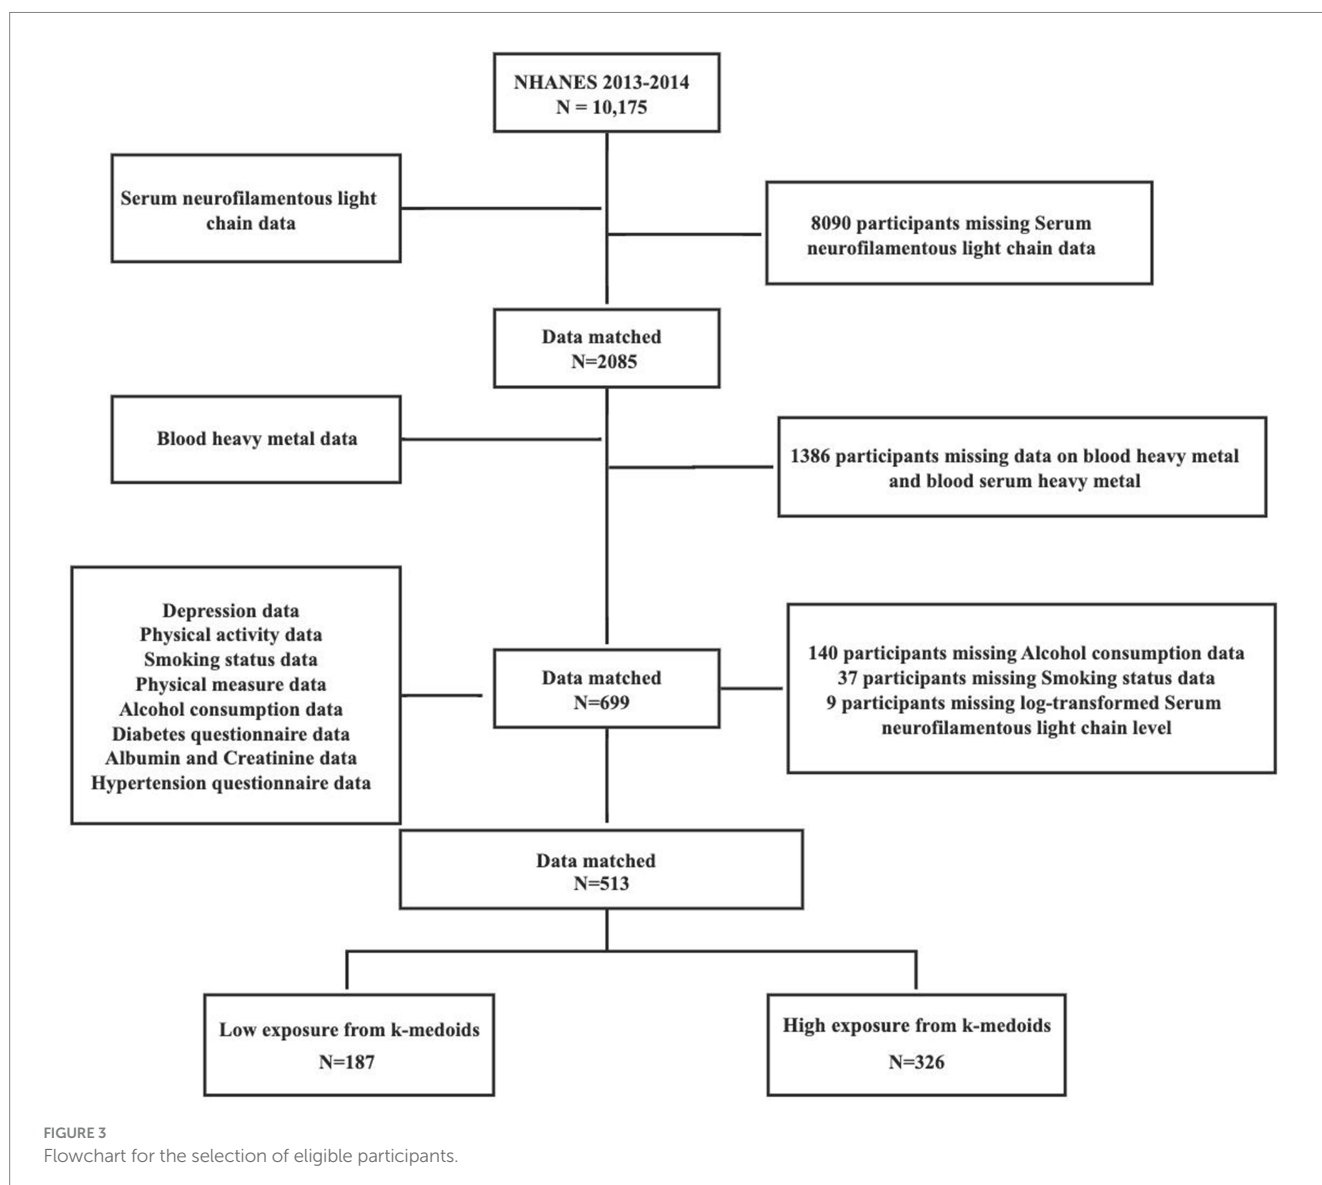 NHANES 2013-2014
N = 10,175
Serum neurofilamentous light
chain data
8090 participants missing Serum
neurofilamentous light chain data
Data matched
N=2085
Blood heavy metal data
1386 participants missing data on blood heavy metal
and blood serum heavy metal
Depression data
Physical activity data
Smoking status data
Physical measure data
Alcohol consumption data
Diabetes questionnaire data
Albumin and Creatinine data
Hypertension questionnaire data
Data matched
N=699
140 participants missing Alcohol consumption data
37 participants missing Smoking status data
9 participants missing log-transformed Serum
neurofilamentous light chain level
Data matched
N=513
Low exposure from k-medoids
N=187
High exposure from k-medoids
N=326
FIGURE 3
Flowchart for the selection of eligible participants.